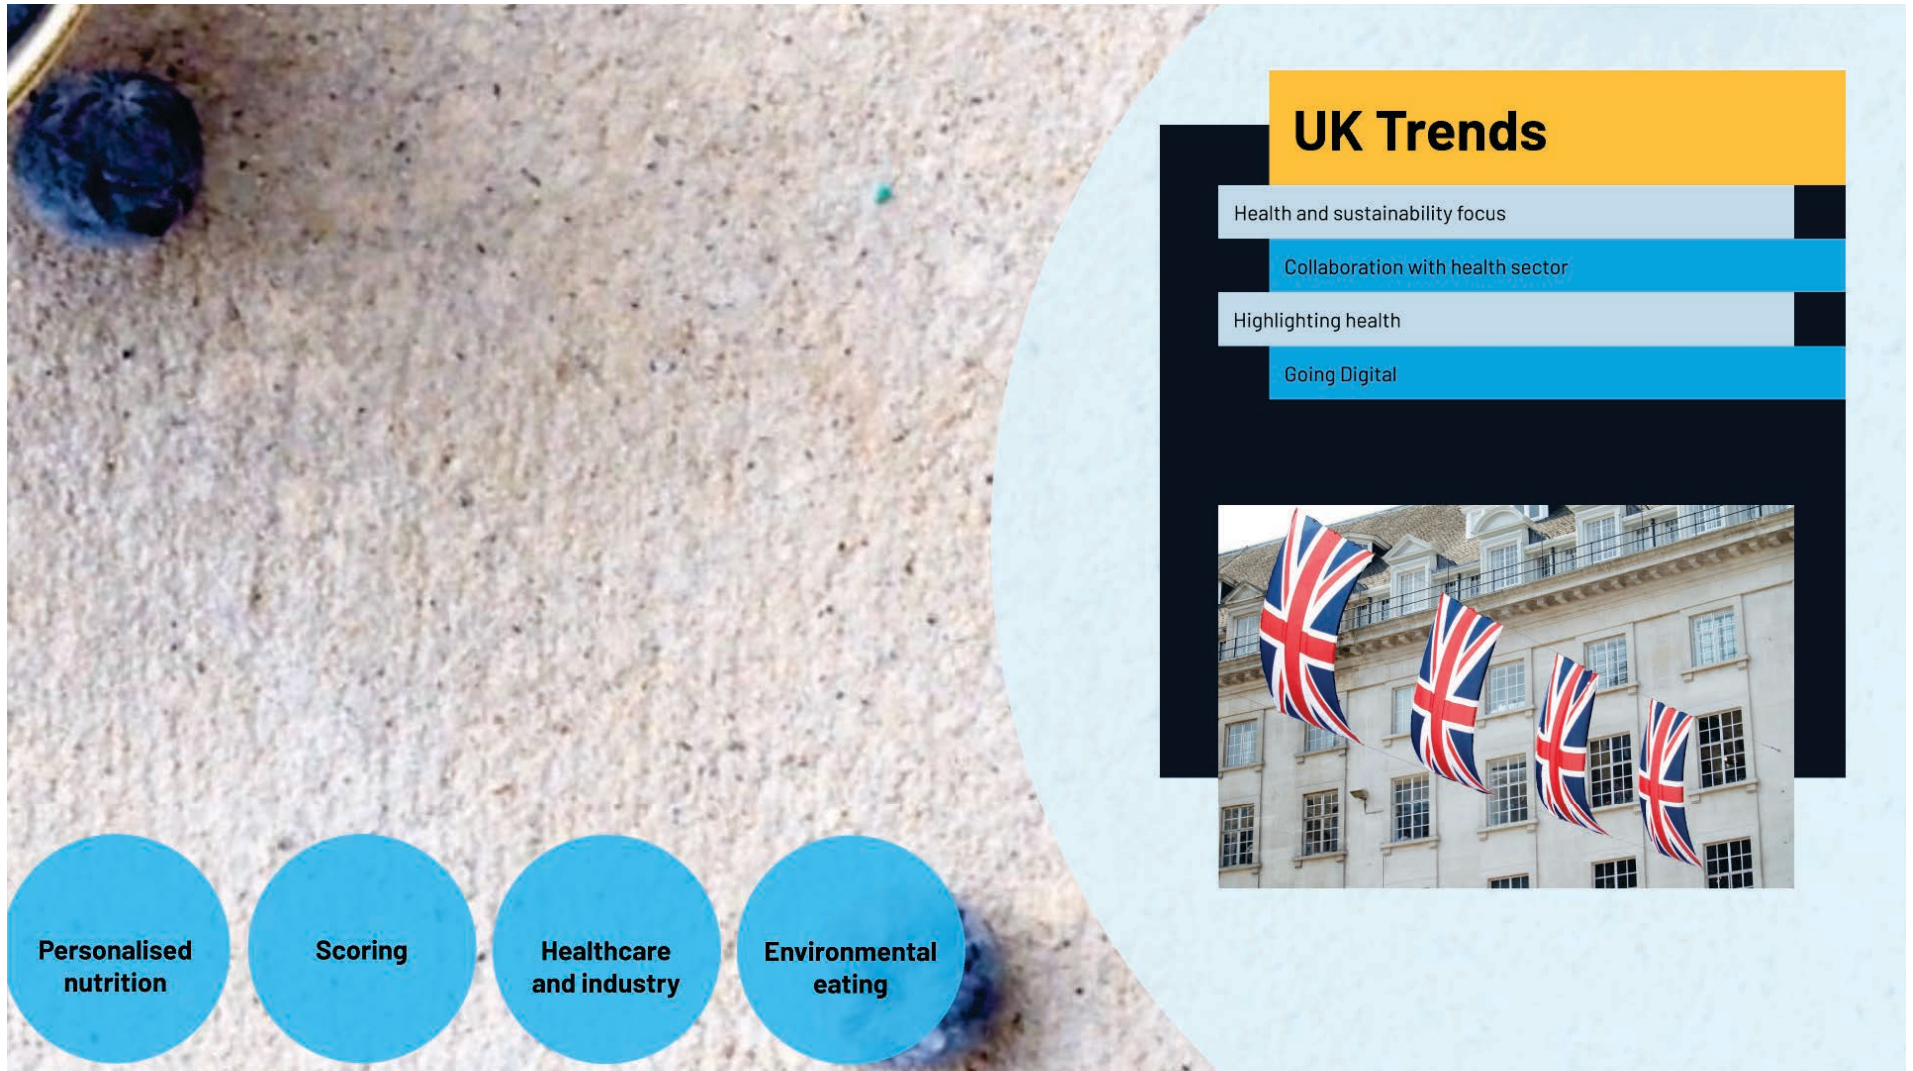 UK Trends
Health and sustainability focus
Collaboration with health sector
Highlighting health
Going Digital
Personalised
nutrition
Scoring
Healthcare
and industry
Environmental
eating